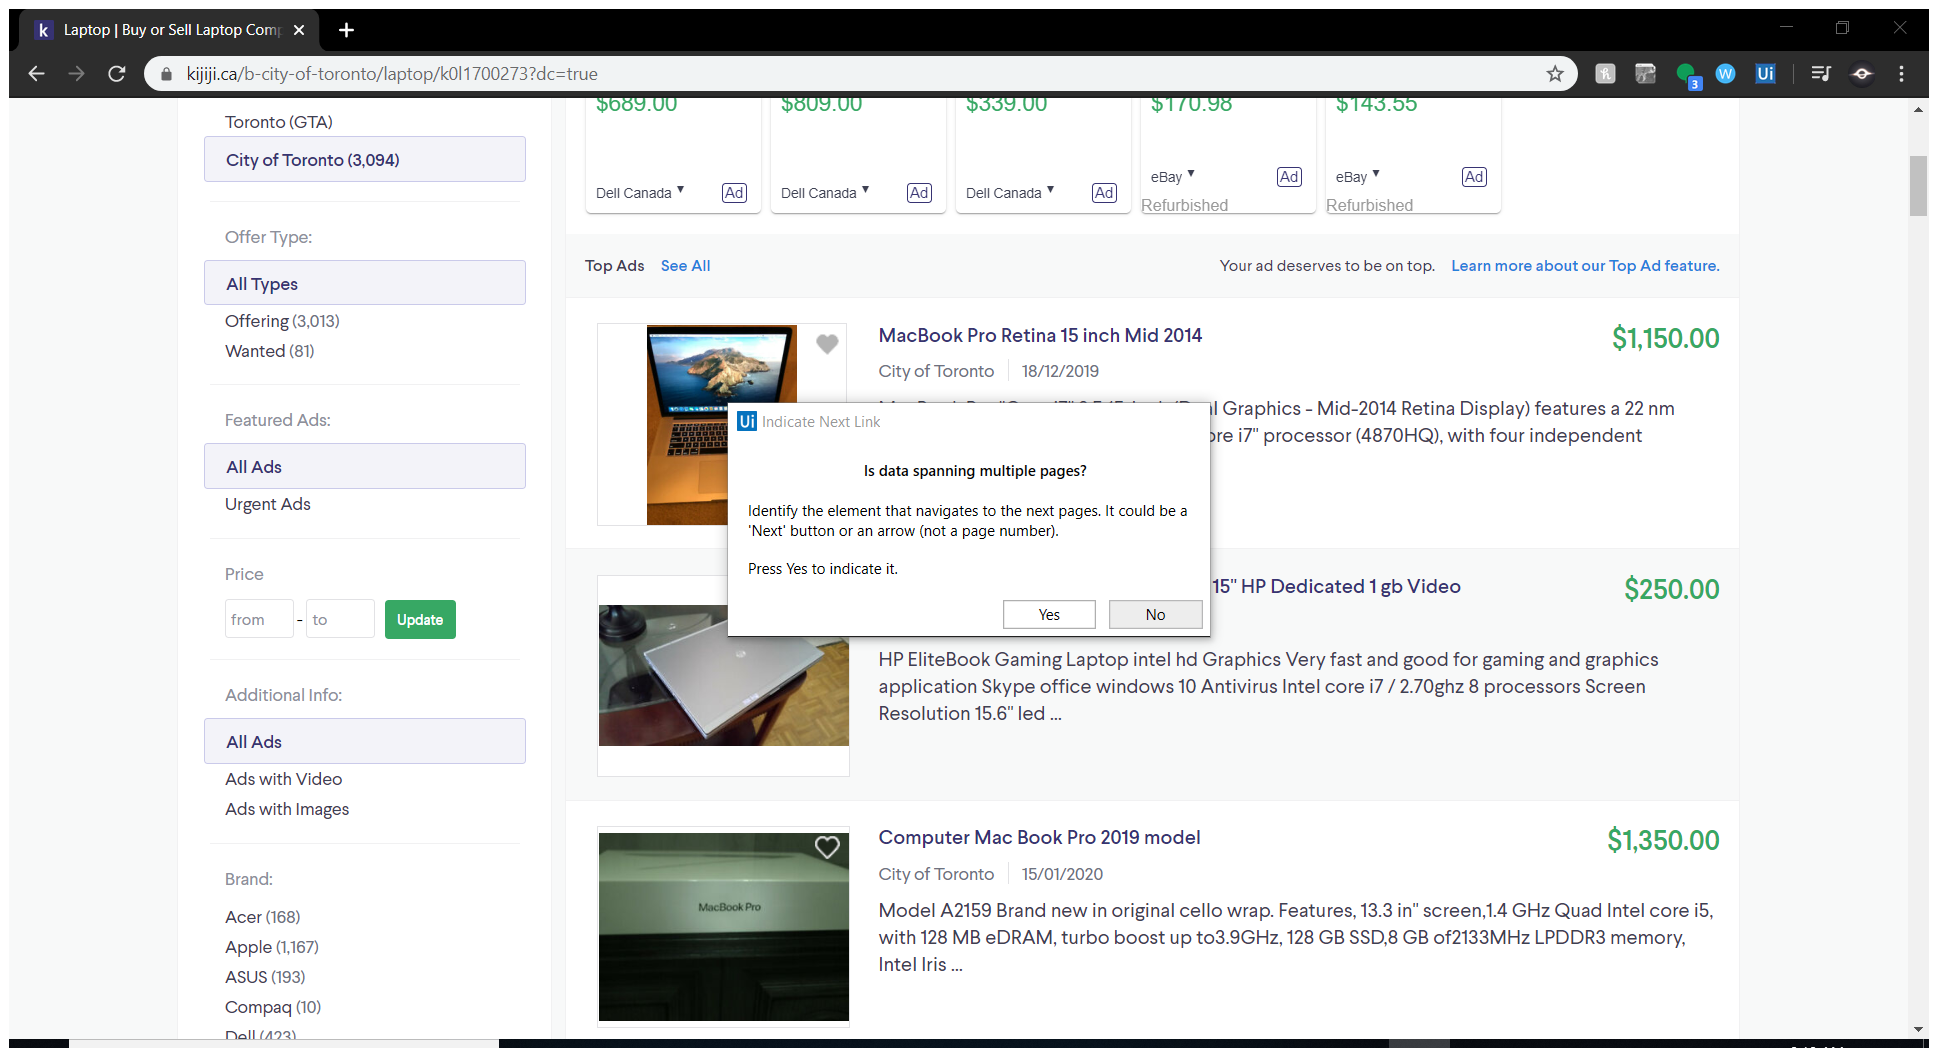 k Laptop | Buy or Sell Laptop Comp
kijiji.ca/b-city-of-toronto/laptop/k0l1700273?dc=true
3
W
Ui
Toronto (GTA)
City of Toronto (3,094)
Offer Type:
All Types
Offering (3,013)
Wanted (81)
Featured Ads:
All Ads
Urgent Ads
Price
from - to Update
Additional Info:
All Ads
Ads with Video
Ads with Images
Brand:
Acer (168)
Apple (1,167)
ASUS (193)
Compaq (10)
Dell (423)
$689.00 $809.00 $339.00 $170.98 $143.55
Dell Canada Ad Dell Canada Ad Dell Canada Ad eBay Ad eBay Ad
Refurbished Refurbished
Top Ads See All Your ad deserves to be on top. Learn more about our Top Ad feature.
MacBook Pro Retina 15 inch Mid 2014 $1,150.00
City of Toronto 18/12/2019
Graphics - Mid-2014 Retina Display) features a 22 nm
i7" processor (4870HQ), with four independent
Ui Indicate Next Link
Is data spanning multiple pages?
Identify the element that navigates to the next pages. It could be a
'Next' button or an arrow (not a page number).
Press Yes to indicate it.
Yes No
15" HP Dedicated 1 gb Video $250.00
HP EliteBook Gaming Laptop intel hd Graphics Very fast and good for gaming and graphics
application Skype office windows 10 Antivirus Intel core i7 / 2.70ghz 8 processors Screen
Resolution 15.6" led ...
MacBook Pro
Computer Mac Book Pro 2019 model $1,350.00
City of Toronto 15/01/2020
Model A2159 Brand new in original cello wrap. Features, 13.3 in" screen,1.4 GHz Quad Intel core i5,
with 128 MB eDRAM, turbo boost up to3.9GHz, 128 GB SSD,8 GB of2133MHz LPDDR3 memory,
Intel Iris ...